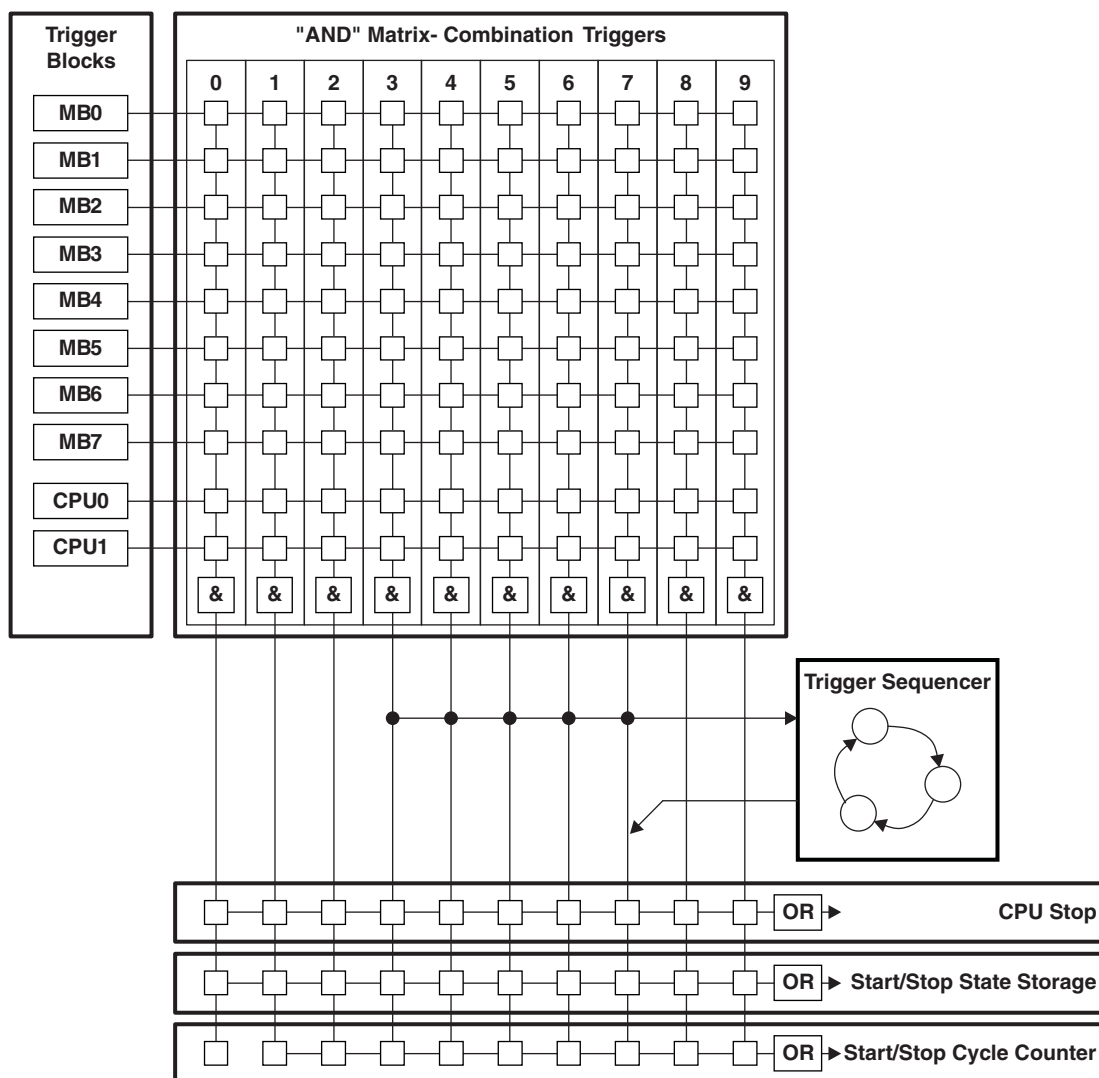 Trigger
Blocks
"AND" Matrix- Combination Triggers
0 1 2 3 4 5 6 7 8 9
MB0
MB1
MB2
MB3
MB4
MB5
MB6
MB7
CPU0
CPU1
& & & & & & & & & &
Trigger Sequencer
OR CPU Stop
OR Start/Stop State Storage
OR Start/Stop Cycle Counter